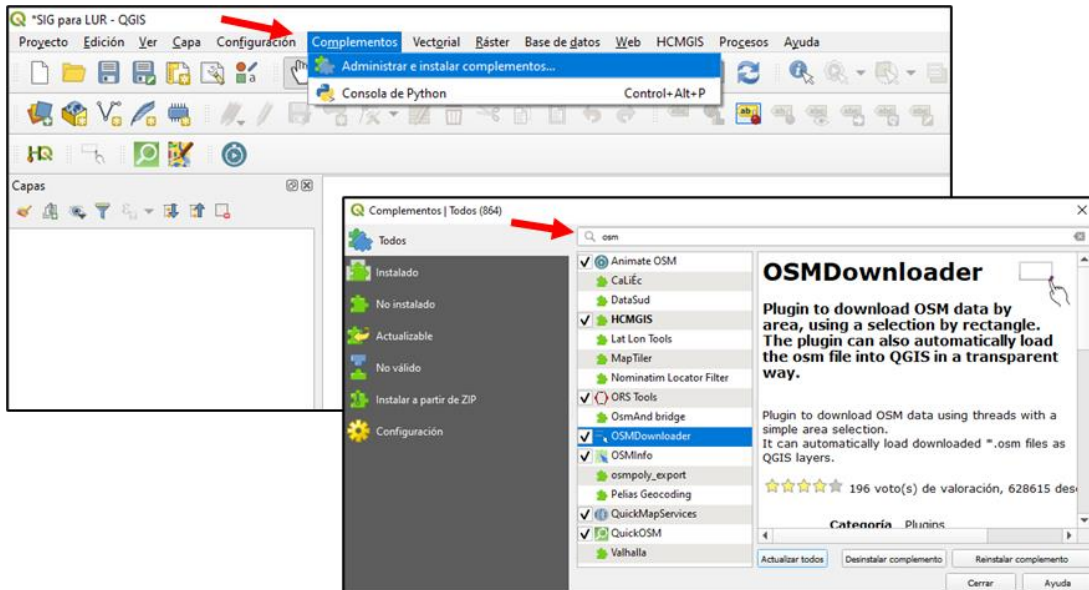 *SIG para LUR - QGIS
Proyecto Edición Ver Capa Configuración Complementos Vectorial Ráster Base de datos Web HCMGIS Procesos Ayuda
Administrar e instalar complementos...
Consola de Python Control+Alt+P
Capas
Complementos | Todos (864)
Todos
Instalado
No instalado
Actualizable
No válido
Instalar a partir de ZIP
Configuración
osm
Animate OSM
CaLiÉc
DataSud
HCMGIS
Lat Lon Tools
MapTiler
Nominatim Locator Filter
ORS Tools
OsmAnd bridge
OSMDownloader
OSMInfo
osmpoly_export
Pelias Geocoding
QuickMapServices
QuickOSM
Valhalla
OSMDownloader
Plugin to download OSM data by
area, using a selection by rectangle.
The plugin can also automatically load
the osm file into QGIS in a transparent
way.
Plugin to download OSM data using threads with a
simple area selection.
It can automatically load downloaded *.osm files as
QGIS layers.
196 voto(s) de valoración, 628615 des
Categoría Plugins
Actualizar todos Desinstalar complemento Reinstalar complemento
Cerrar Ayuda